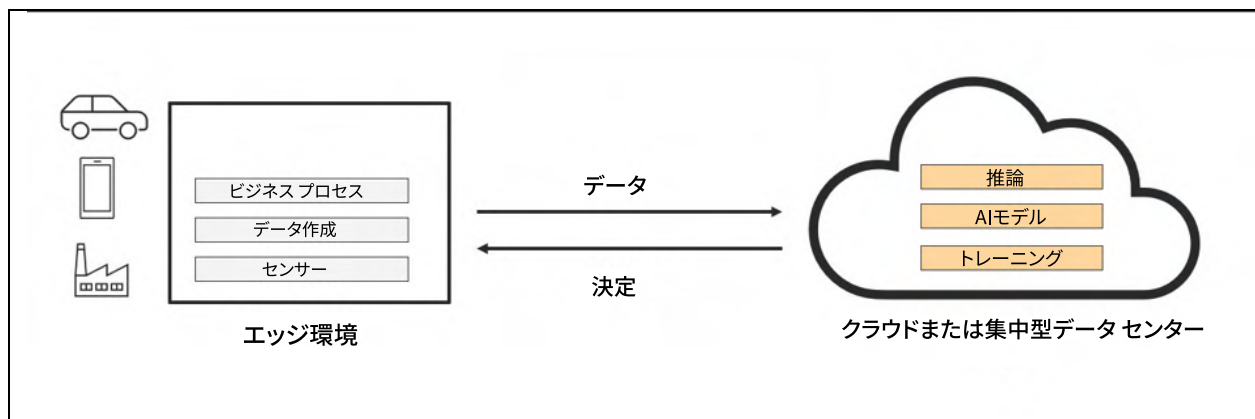 ビジネス プロセス
データ作成
センサー
エッジ環境
データ
決定
推論
AIモデル
トレーニング
クラウドまたは集中型データ センター